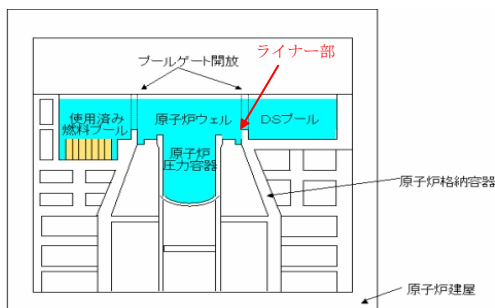 ライナー部
プールゲート開放
使用済み
燃料プール
原子炉ウェル
DSプール
原子炉
圧力容器
原子炉格納容器
原子炉建屋